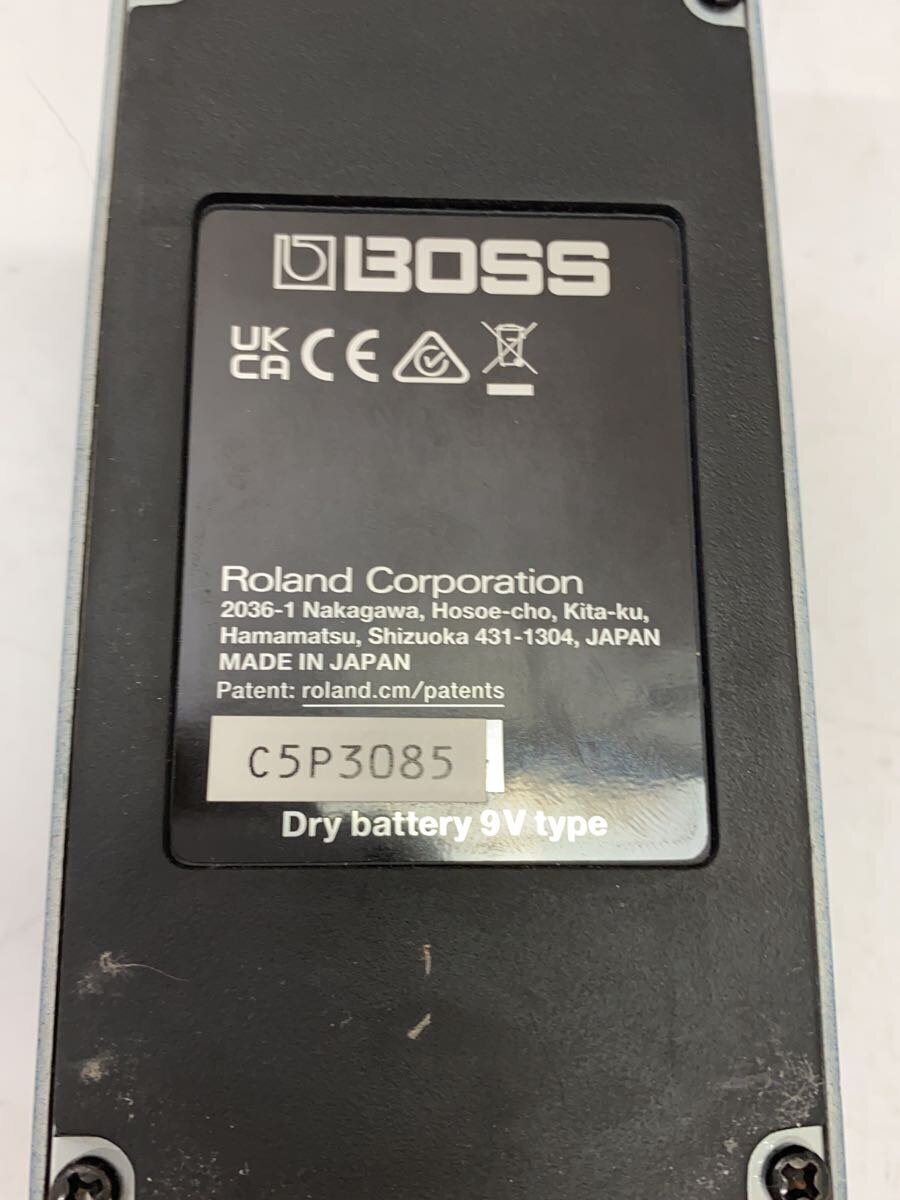 BOSS
UK
CA CE
Roland Corporation
2036-1 Nakagawa, Hosoe-cho, Kita-ku,
Hamamatsu, Shizuoka 431-1304, JAPAN
MADE IN JAPAN
Patent: roland.cm/patents
C5P3085
Dry battery 9V type